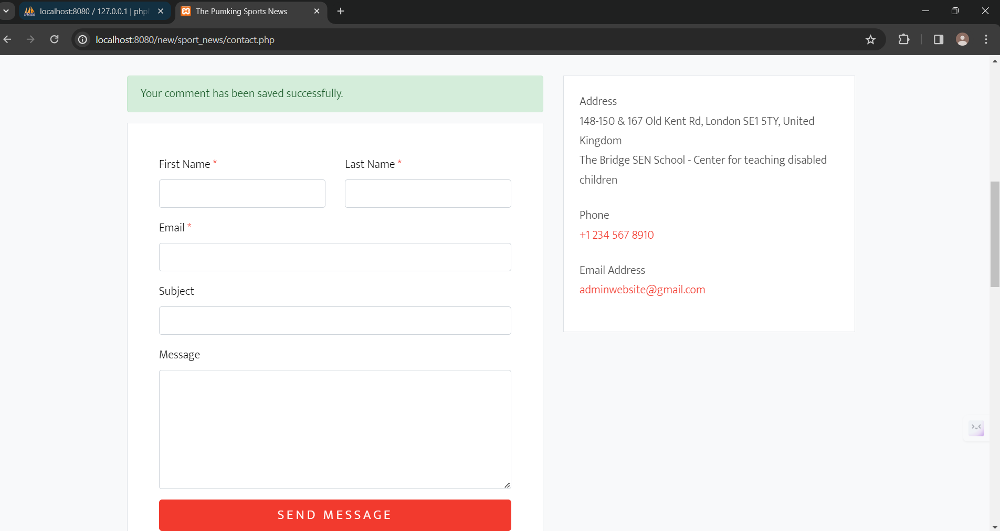 localhost:8080 / 127.0.0.1 | php
The Pumking Sports News
localhost:8080/new/sport_news/contact.php
Your comment has been saved successfully.
First Name *
Last Name *
Email *
Subject
Message
SEND MESSAGE
Address
148-150 & 167 Old Kent Rd, London SE1 5TY, United
Kingdom
The Bridge SEN School - Center for teaching disabled
children
Phone
+1 234 567 8910
Email Address
adminwebsite@gmail.com